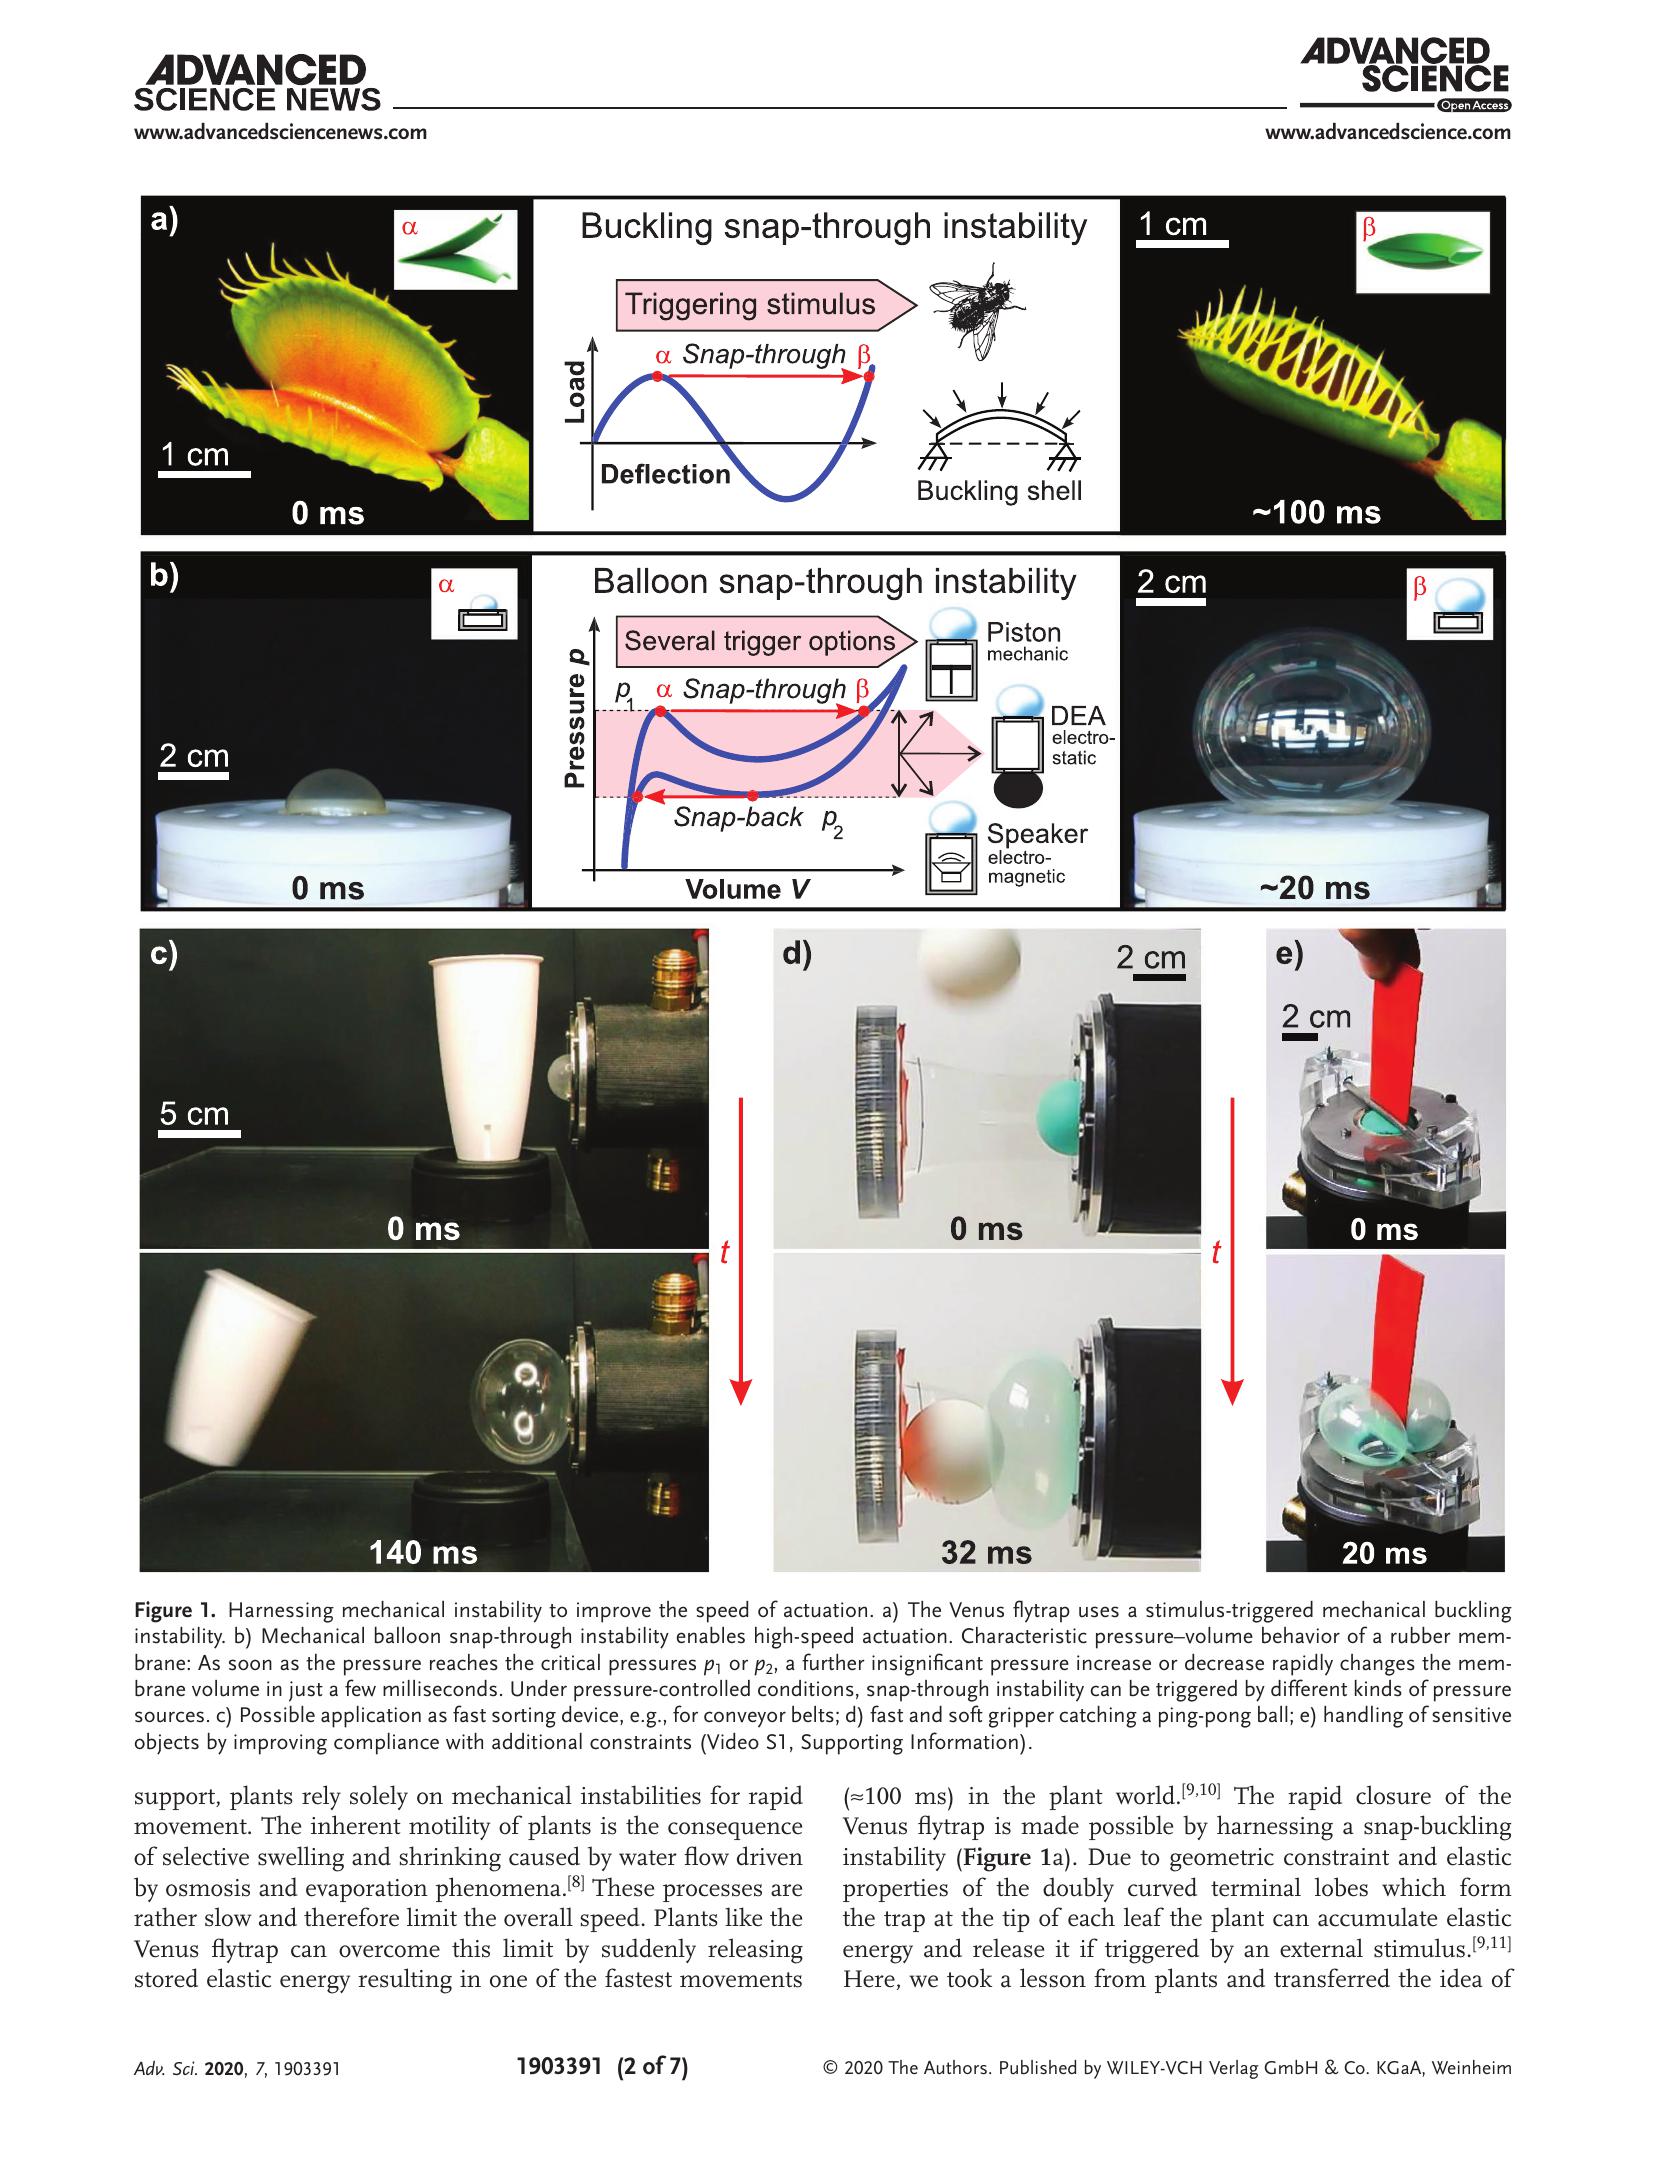 ADVANCED
SCIENCE NEWS
www.advancedsciencenews.com
ADVANCED
SCIENCE
Open Access
www.advancedscience.com
a)
α
1 cm
0 ms
Buckling snap-through instability
Triggering stimulus
α Snap-through β
Load
Deflection
Buckling shell
1 cm
β
~100 ms
b)
α
2 cm
0 ms
Balloon snap-through instability
Several trigger options
p1 α Snap-through β
Pressure p
Snap-back p2
Volume V
Piston
mechanic
DEA
electro-
static
Speaker
electro-
magnetic
2 cm
β
~20 ms
c)
5 cm
0 ms
140 ms
t
d)
2 cm
0 ms
32 ms
t
e)
2 cm
0 ms
20 ms
Figure 1. Harnessing mechanical instability to improve the speed of actuation. a) The Venus flytrap uses a stimulus-triggered mechanical buckling
instability. b) Mechanical balloon snap-through instability enables high-speed actuation. Characteristic pressure–volume behavior of a rubber mem-
brane: As soon as the pressure reaches the critical pressures p1 or p2, a further insignificant pressure increase or decrease rapidly changes the mem-
brane volume in just a few milliseconds. Under pressure-controlled conditions, snap-through instability can be triggered by different kinds of pressure
sources. c) Possible application as fast sorting device, e.g., for conveyor belts; d) fast and soft gripper catching a ping-pong ball; e) handling of sensitive
objects by improving compliance with additional constraints (Video S1, Supporting Information).
support, plants rely solely on mechanical instabilities for rapid
movement. The inherent motility of plants is the consequence
of selective swelling and shrinking caused by water flow driven
by osmosis and evaporation phenomena.[8] These processes are
rather slow and therefore limit the overall speed. Plants like the
Venus flytrap can overcome this limit by suddenly releasing
stored elastic energy resulting in one of the fastest movements
(≈100 ms) in the plant world.[9,10] The rapid closure of the
Venus flytrap is made possible by harnessing a snap-buckling
instability (Figure 1a). Due to geometric constraint and elastic
properties of the doubly curved terminal lobes which form
the trap at the tip of each leaf the plant can accumulate elastic
energy and release it if triggered by an external stimulus.[9,11]
Here, we took a lesson from plants and transferred the idea of
Adv. Sci. 2020, 7, 1903391
1903391 (2 of 7)
© 2020 The Authors. Published by WILEY-VCH Verlag GmbH & Co. KGaA, Weinheim